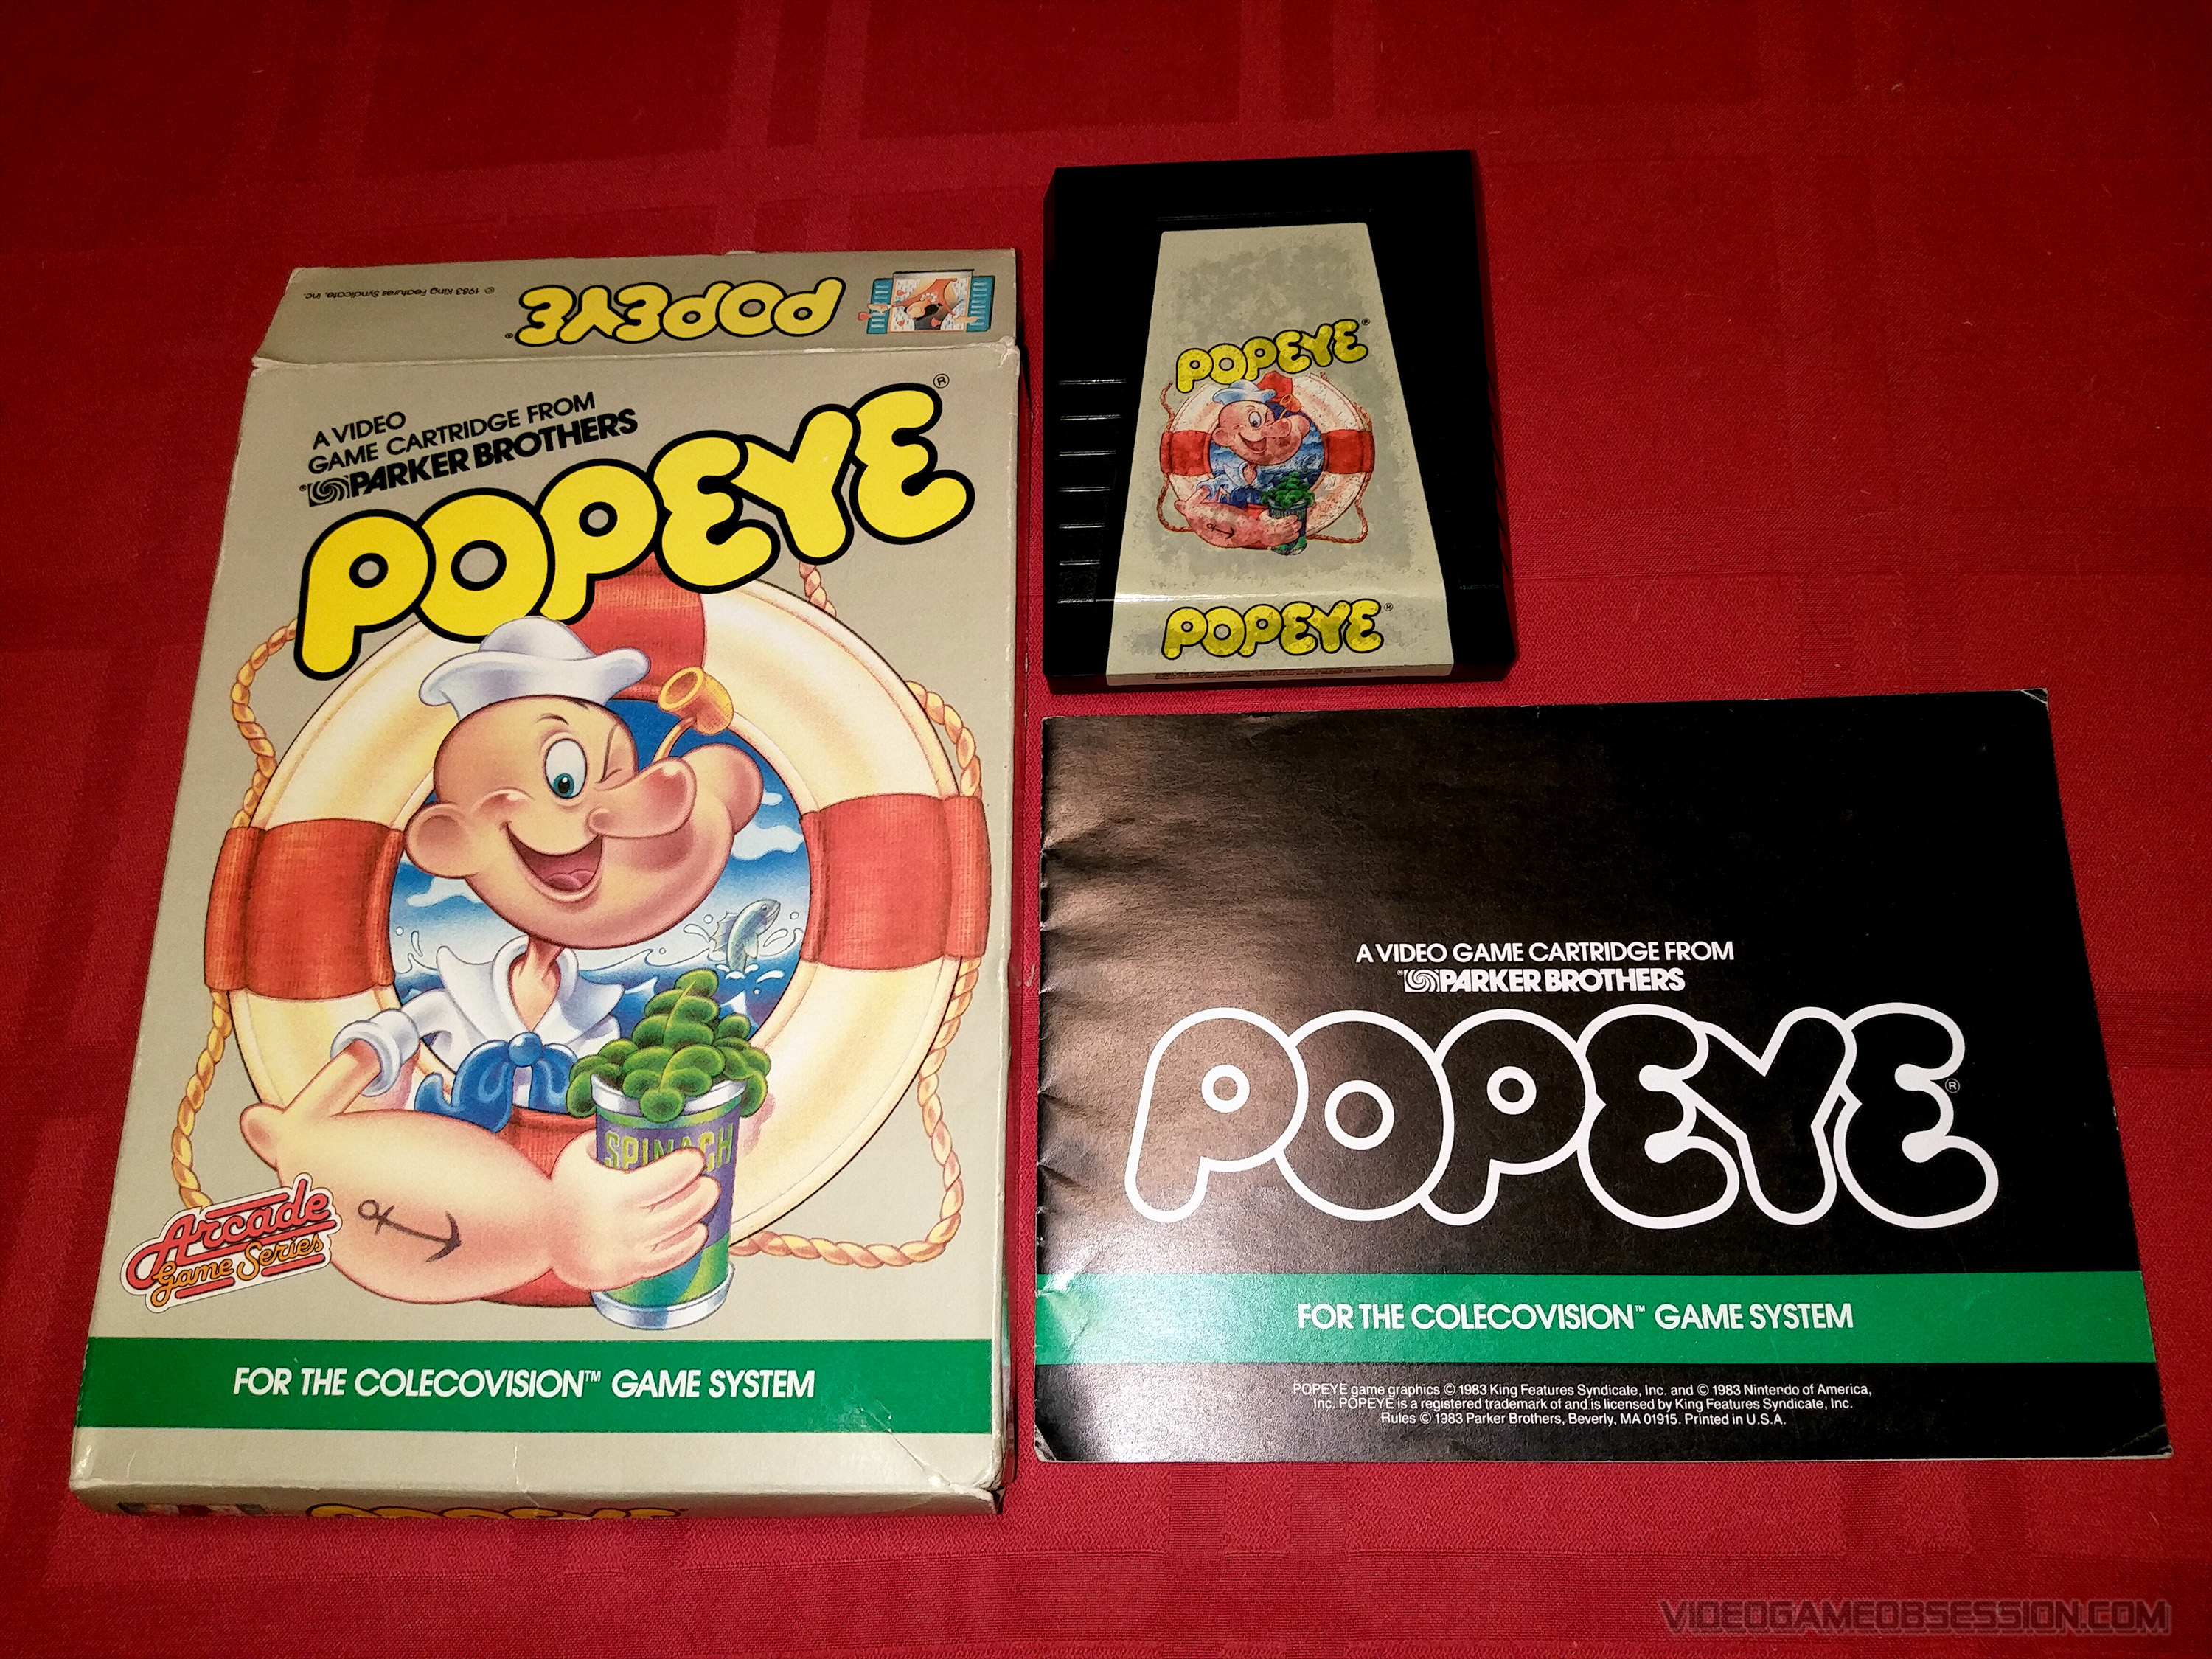 © 1983 King Features Syndicate, Inc.
POPEYE®
A VIDEO
GAME CARTRIDGE FROM
PARKER BROTHERS
POPEYE®
SPINACH
Arcade
Game Series
FOR THE COLECOVISION™ GAME SYSTEM
POPEYE®
POPEYE®
A VIDEO GAME CARTRIDGE FROM
PARKER BROTHERS
POPEYE®
FOR THE COLECOVISION™ GAME SYSTEM
POPEYE game graphics © 1983 King Features Syndicate, Inc. and © 1983 Nintendo of America,
Inc. POPEYE is a registered trademark of and is licensed by King Features Syndicate, Inc.
Rules © 1983 Parker Brothers, Beverly, MA 01915. Printed in U.S.A.
VIDEOGAMEOBSESSION.COM